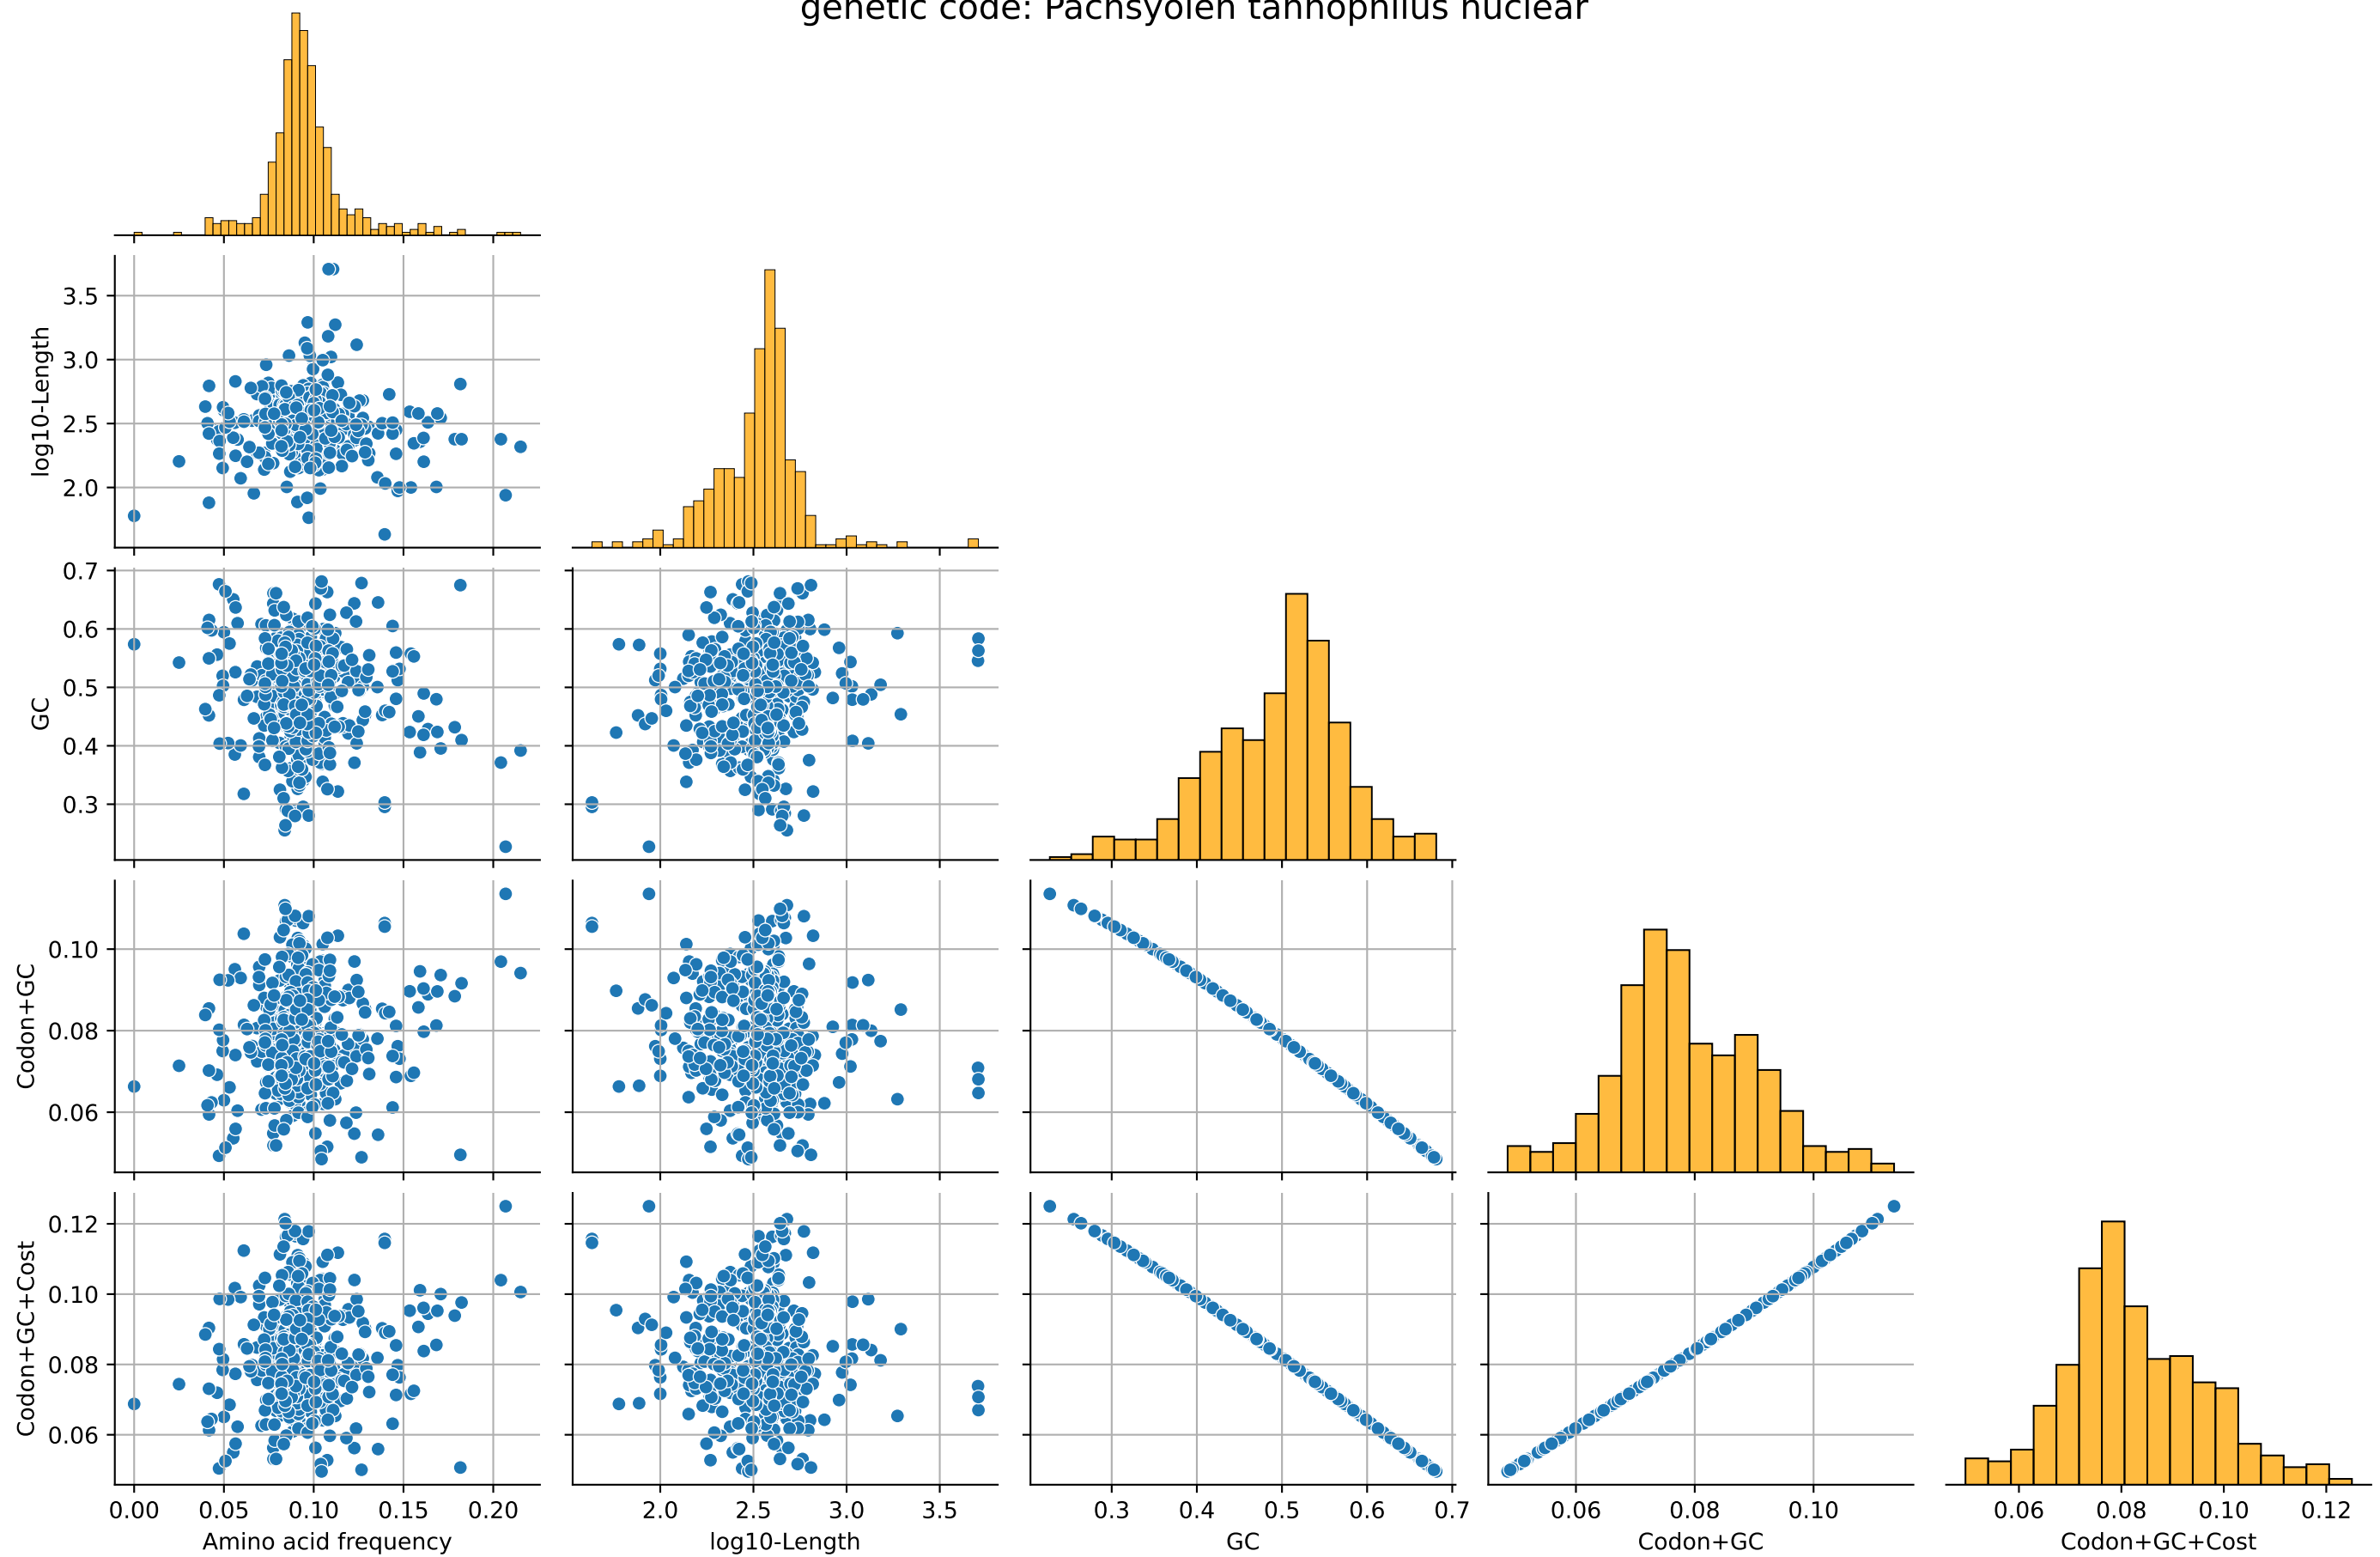 genetic code: Pachsyolen tannophilus nuclear
3.5
3.0
2.5
2.0
log10-Length
0.7
0.6
0.5
0.4
0.3
GC
0.10
0.08
0.06
Codon+GC
0.12
0.10
0.08
0.06
Codon+GC+Cost
0.00 0.05 0.10 0.15 0.20
2.0 2.5 3.0 3.5
0.3 0.4 0.5 0.6 0.7
0.06 0.08 0.10
0.06 0.08 0.10 0.12
Amino acid frequency
log10-Length
GC
Codon+GC
Codon+GC+Cost